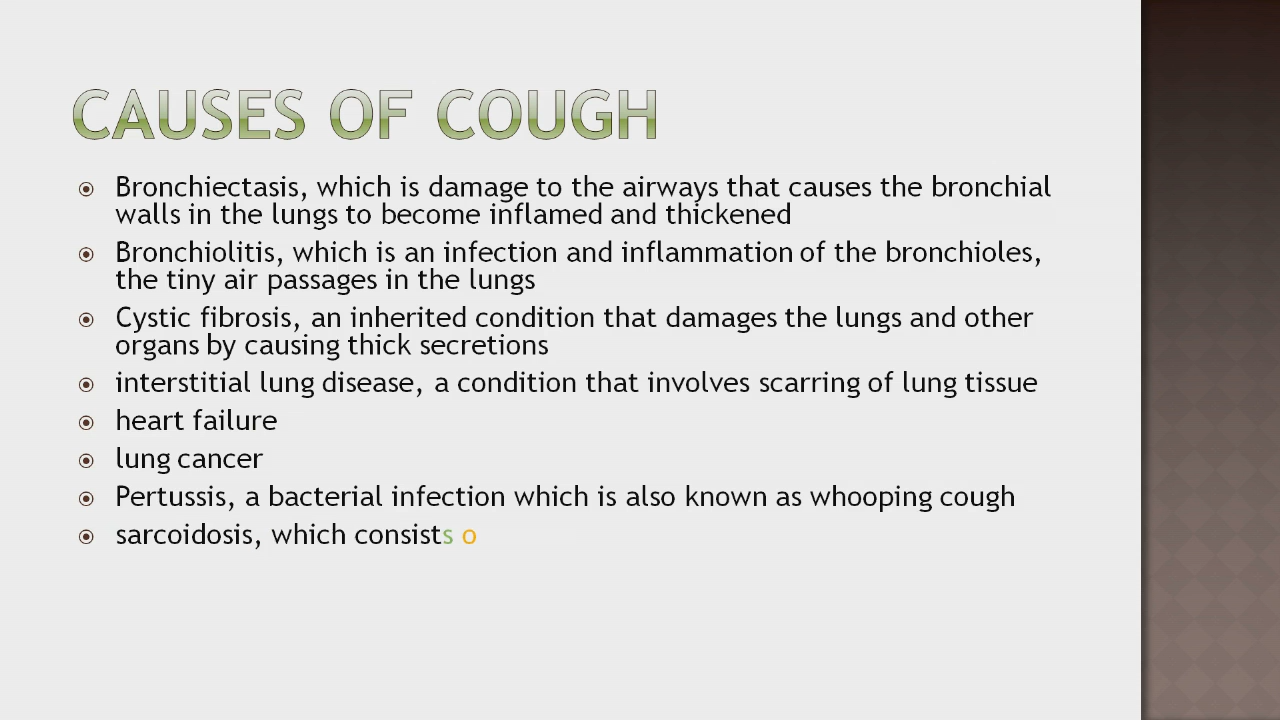 CAUSES OF COUGH
Bronchiectasis, which is damage to the airways that causes the bronchial
walls in the lungs to become inflamed and thickened
Bronchiolitis, which is an infection and inflammation of the bronchioles,
the tiny air passages in the lungs
Cystic fibrosis, an inherited condition that damages the lungs and other
organs by causing thick secretions
interstitial lung disease, a condition that involves scarring of lung tissue
heart failure
lung cancer
Pertussis, a bacterial infection which is also known as whooping cough
sarcoidosis, which consists o